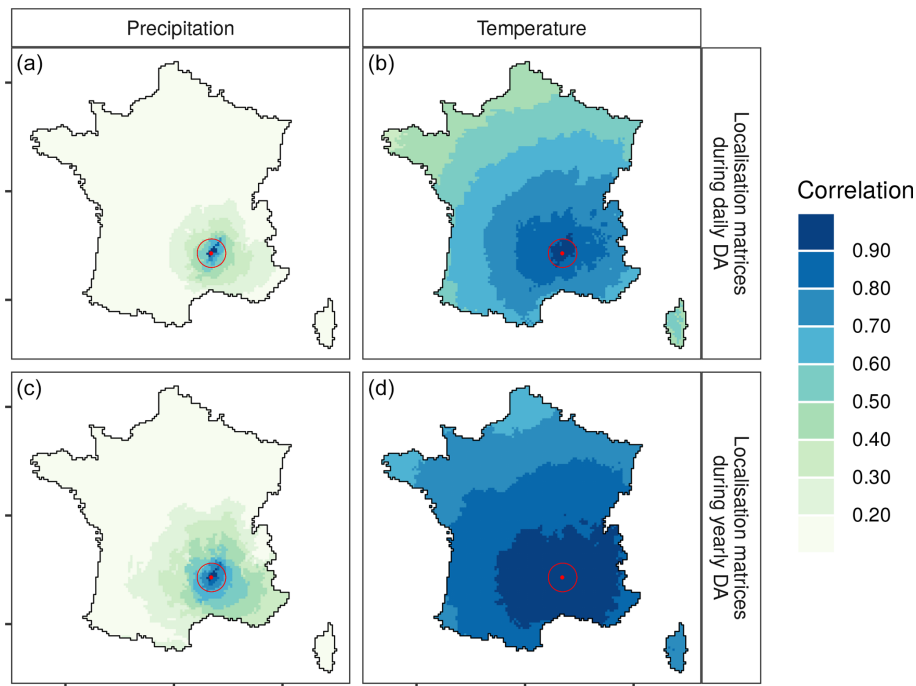 Precipitation
Temperature
(a)
(b)
Localisation matrices
during daily DA
(c)
(d)
Localisation matrices
during yearly DA
Correlation
0.90
0.80
0.70
0.60
0.50
0.40
0.30
0.20